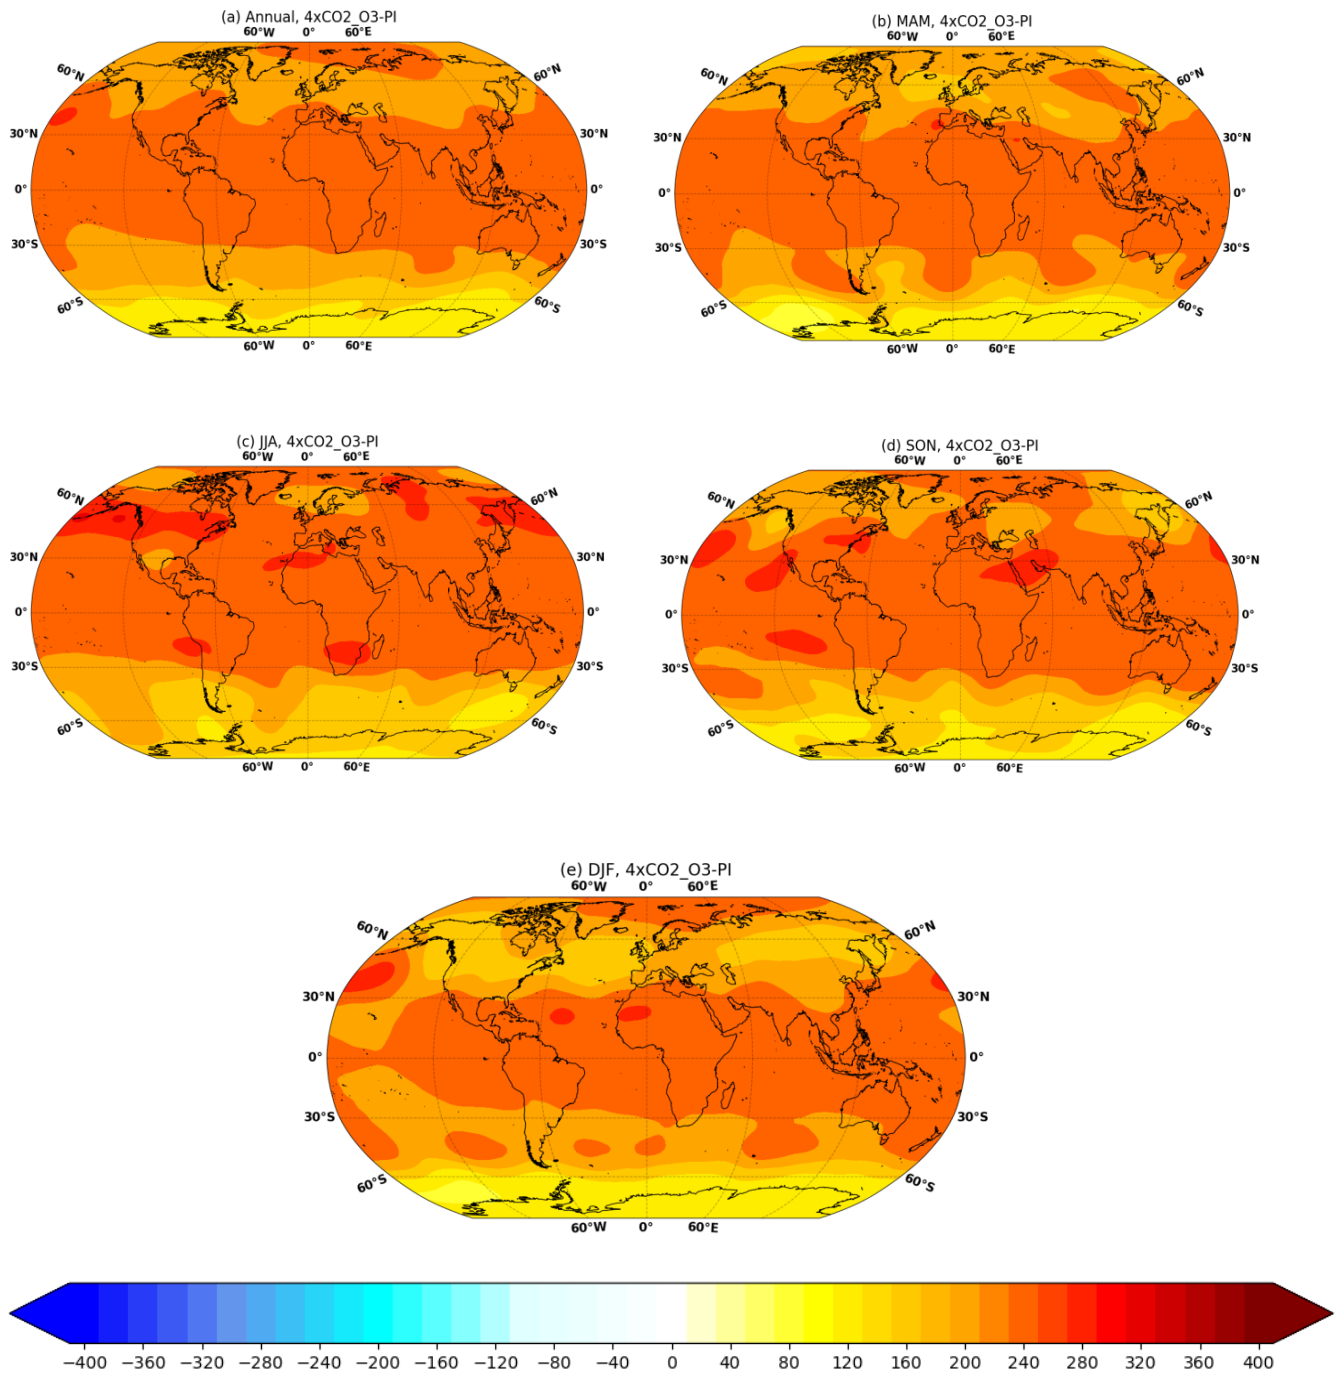 (a) Annual, 4xCO2_O3-PI
60°W 0° 60°E
60°N 60°N
30°N 30°N
0° 0°
30°S 30°S
60°S 60°S
60°W 0° 60°E
(b) MAM, 4xCO2_O3-PI
60°W 0° 60°E
60°N 60°N
30°N 30°N
0° 0°
30°S 30°S
60°S 60°S
60°W 0° 60°E
(c) JJA, 4xCO2_O3-PI
60°W 0° 60°E
60°N 60°N
30°N 30°N
0° 0°
30°S 30°S
60°S 60°S
60°W 0° 60°E
(d) SON, 4xCO2_O3-PI
60°W 0° 60°E
60°N 60°N
30°N 30°N
0° 0°
30°S 30°S
60°S 60°S
60°W 0° 60°E
(e) DJF, 4xCO2_O3-PI
60°W 0° 60°E
60°N 60°N
30°N 30°N
0° 0°
30°S 30°S
60°S 60°S
60°W 0° 60°E
−400 −360 −320 −280 −240 −200 −160 −120 −80 −40 0 40 80 120 160 200 240 280 320 360 400